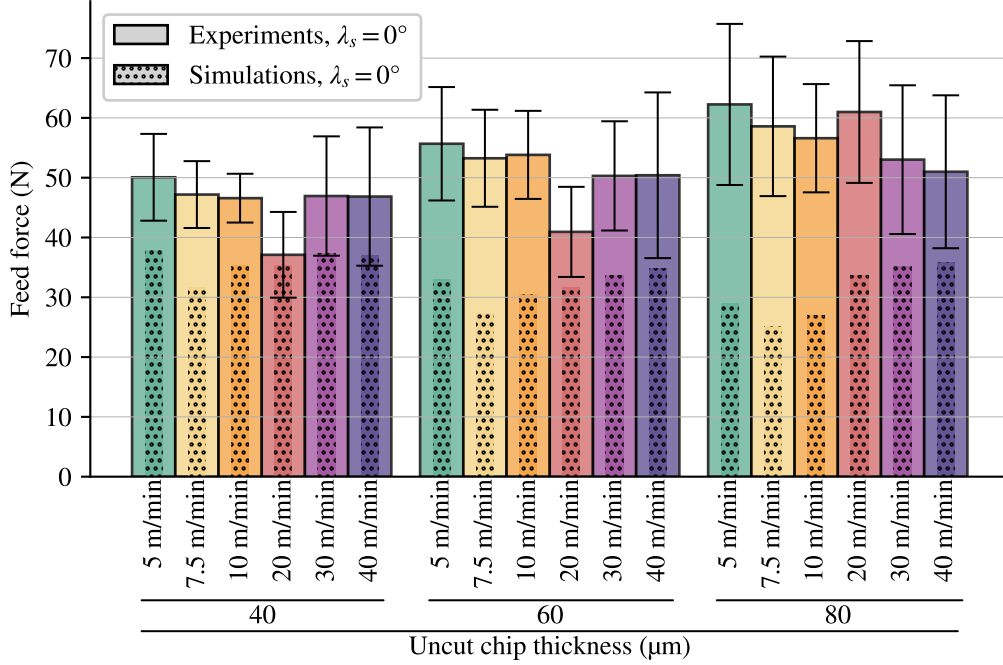 Experiments, λₛ = 0°
Simulations, λₛ = 0°
Feed force (N)
70
60
50
40
30
20
10
0
5 m/min
7.5 m/min
10 m/min
20 m/min
30 m/min
40 m/min
5 m/min
7.5 m/min
10 m/min
20 m/min
30 m/min
40 m/min
5 m/min
7.5 m/min
10 m/min
20 m/min
30 m/min
40 m/min
40
60
80
Uncut chip thickness (µm)